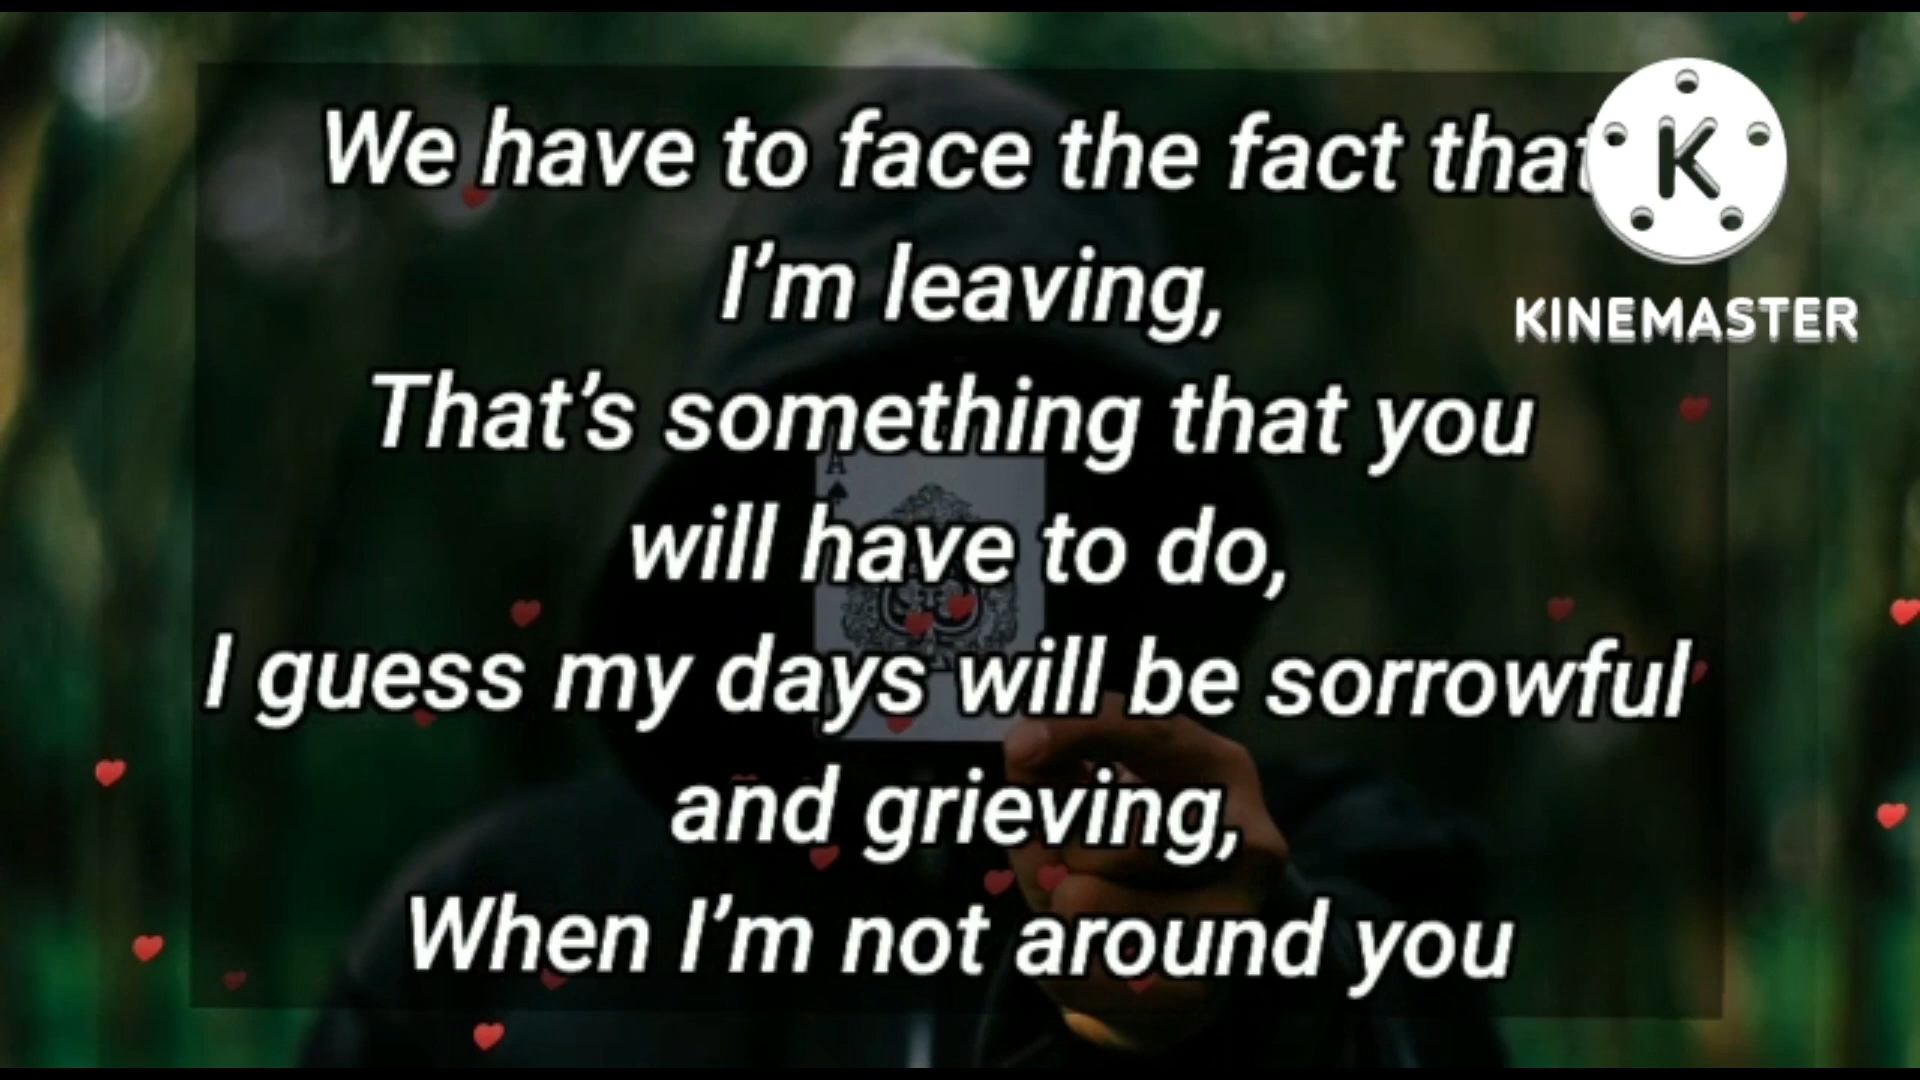 We have to face the fact that
I’m leaving,
That’s something that you
will have to do,
I guess my days will be sorrowful
and grieving,
When I’m not around you
K
KINEMASTER
A